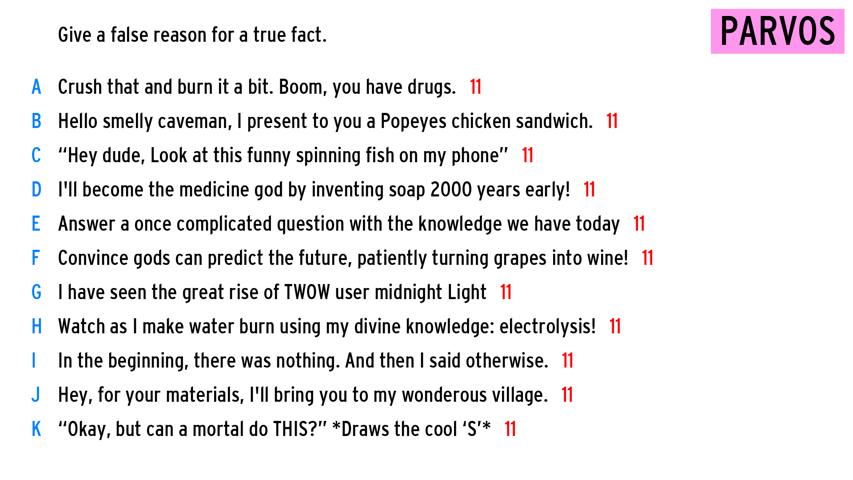 Give a false reason for a true fact.
PARVOS
A Crush that and burn it a bit. Boom, you have drugs. 11
B Hello smelly caveman, I present to you a Popeyes chicken sandwich. 11
C “Hey dude, Look at this funny spinning fish on my phone” 11
D I'll become the medicine god by inventing soap 2000 years early! 11
E Answer a once complicated question with the knowledge we have today 11
F Convince gods can predict the future, patiently turning grapes into wine! 11
G I have seen the great rise of TWOW user midnight Light 11
H Watch as I make water burn using my divine knowledge: electrolysis! 11
I In the beginning, there was nothing. And then I said otherwise. 11
J Hey, for your materials, I'll bring you to my wonderous village. 11
K “Okay, but can a mortal do THIS?” *Draws the cool ‘S’* 11